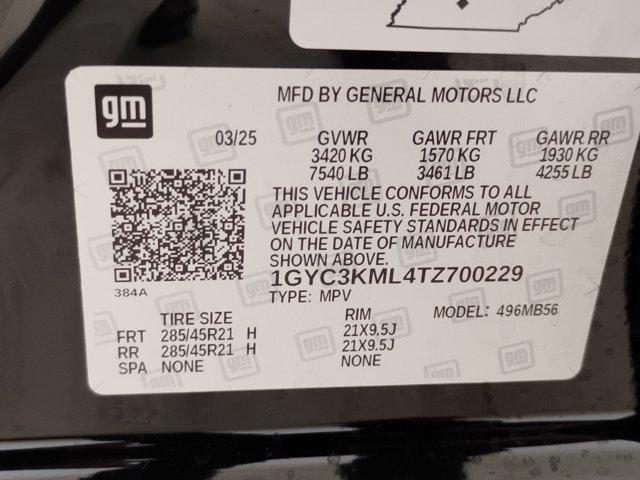 gm
MFD BY GENERAL MOTORS LLC
03/25 GVWR GAWR FRT GAWR RR
3420 KG 1570 KG 1930 KG
7540 LB 3461 LB 4255 LB
THIS VEHICLE CONFORMS TO ALL
APPLICABLE U.S. FEDERAL MOTOR
VEHICLE SAFETY STANDARDS IN EFFECT
ON THE DATE OF MANUFACTURE
SHOWN ABOVE.
1GYC3KML4TZ700229
384A
TYPE: MPV
TIRE SIZE RIM MODEL: 496MB56
FRT 285/45R21 H 21X9.5J
RR 285/45R21 H 21X9.5J
SPA NONE NONE